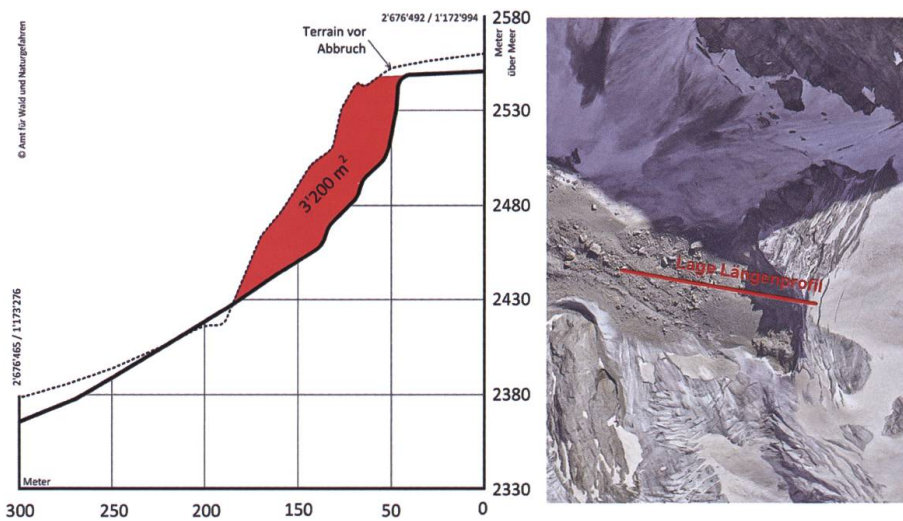 2'676'492 / 1'172'994
Terrain vor
Abbruch
Meter
über Meer
2580
2530
2480
2430
2380
2330
© Amt für Wald und Naturgefahren
3'200 m²
2'676'465 / 1'173'276
Meter
300
250
200
150
50
0
Lage Längenprofil